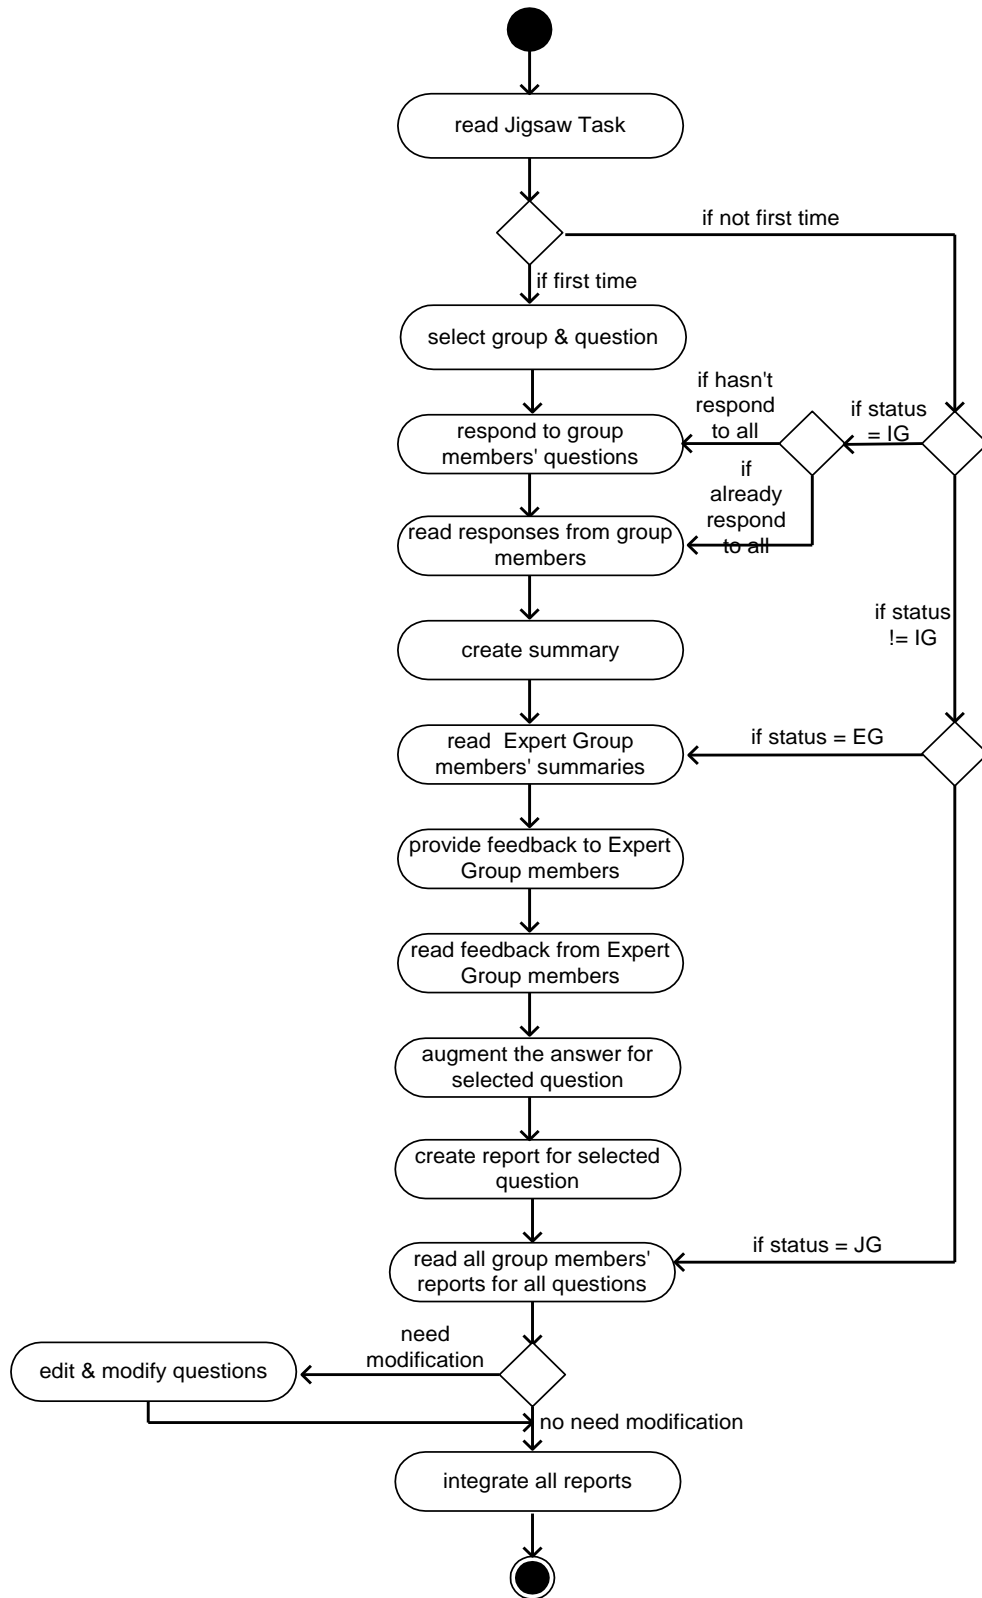 read Jigsaw Task
if not first time
if first time
select group & question
if hasn't
respond
to all
if status
= IG
respond to group
members' questions
if
already
respond
to all
read responses from group
members
create summary
if status
!= IG
read  Expert Group
members' summaries
if status = EG
provide feedback to Expert
Group members
read feedback from Expert
Group members
augment the answer for
selected question
create report for selected
question
read all group members'
reports for all questions
if status = JG
need
modification
edit & modify questions
no need modification
integrate all reports